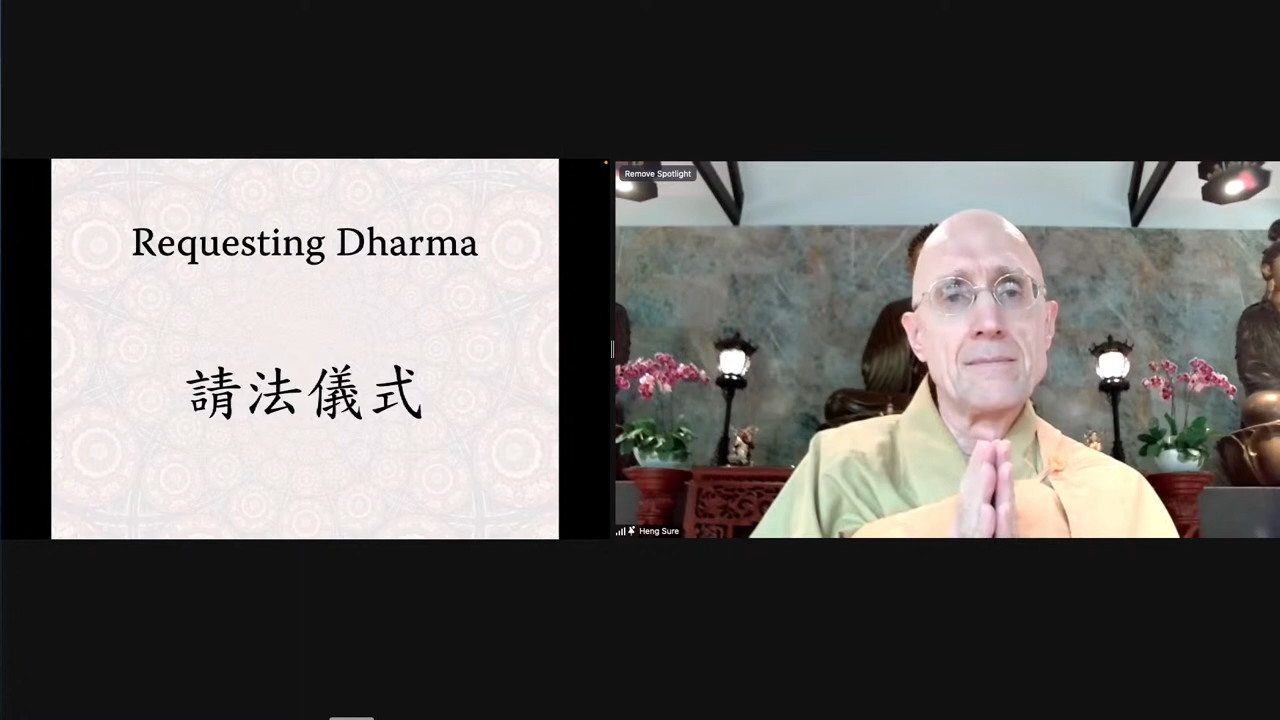 Requesting Dharma
請法儀式
Remove Spotlight
Heng Sure